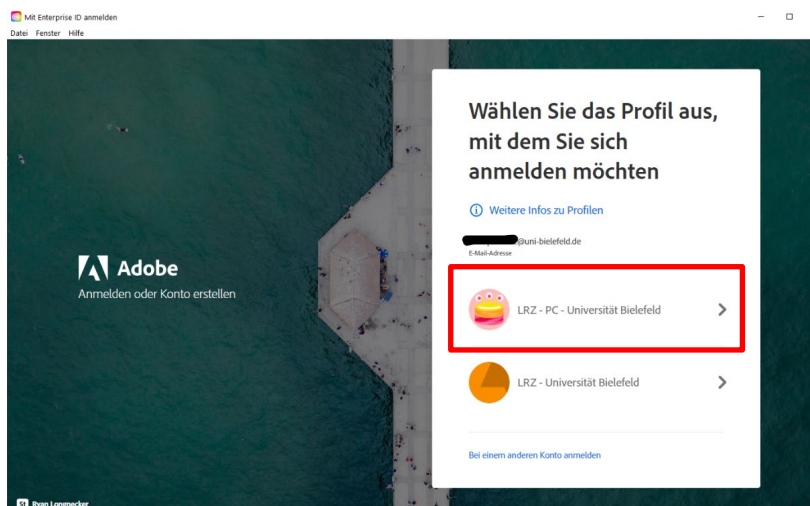 Mit Enterprise ID anmelden
Datei Fenster Hilfe
Adobe
Anmelden oder Konto erstellen
St Ryan Longnecker
Wählen Sie das Profil aus,
mit dem Sie sich
anmelden möchten
Weitere Infos zu Profilen
@uni-bielefeld.de
E-Mail-Adresse
LRZ - PC - Universität Bielefeld
LRZ - Universität Bielefeld
Bei einem anderen Konto anmelden